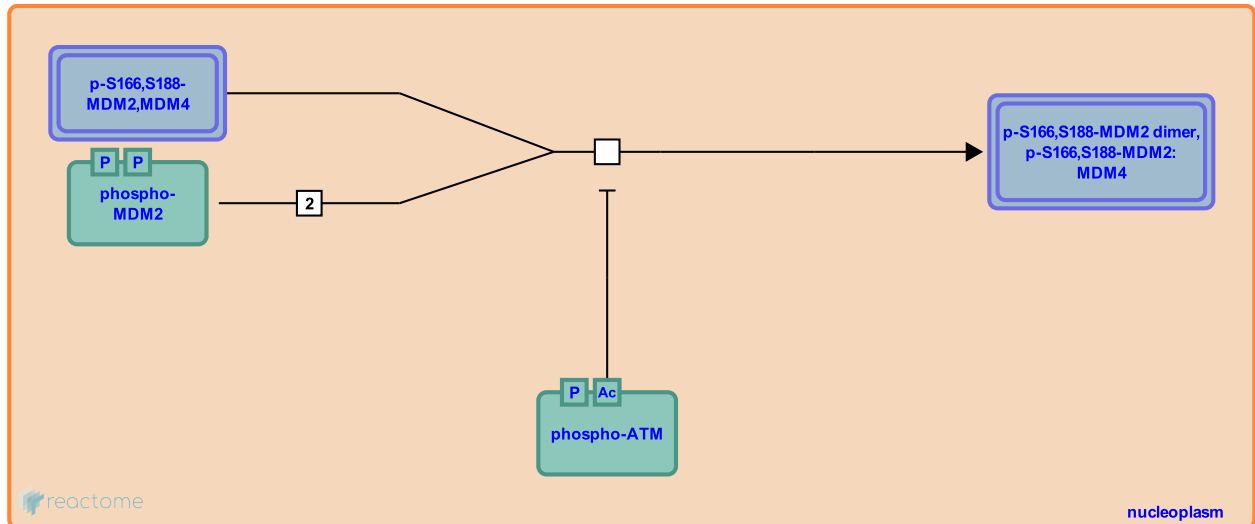 p-S166,S188-
MDM2,MDM4
P P
phospho-
MDM2
2
p-S166,S188-MDM2 dimer,
p-S166,S188-MDM2:
MDM4
P Ac
phospho-ATM
reactome
nucleoplasm